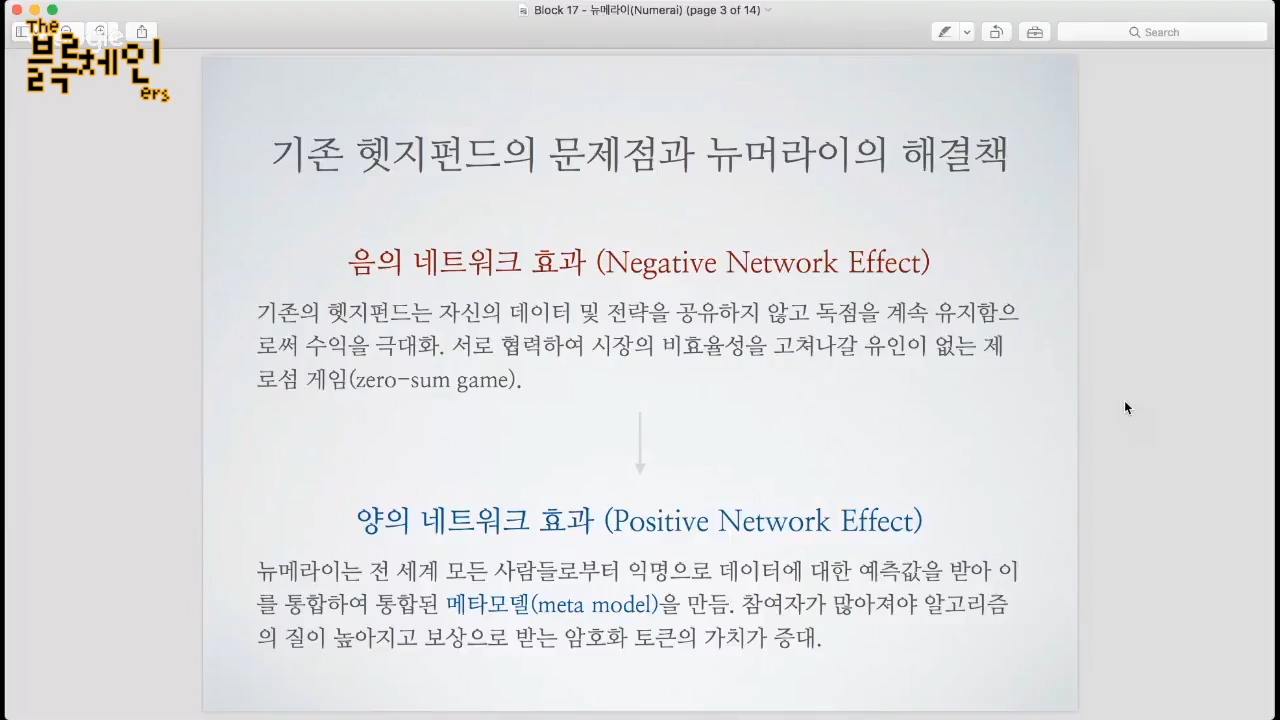 Block 17 - 뉴메라이(Numerai) (page 3 of 14)
Search
The
블록체인
ers
기존 헷지펀드의 문제점과 뉴머라이의 해결책
음의 네트워크 효과 (Negative Network Effect)
기존의 헷지펀드는 자신의 데이터 및 전략을 공유하지 않고 독점을 계속 유지함으
로써 수익을 극대화. 서로 협력하여 시장의 비효율성을 고쳐나갈 유인이 없는 제
로섬 게임(zero-sum game).
양의 네트워크 효과 (Positive Network Effect)
뉴메라이는 전 세계 모든 사람들로부터 익명으로 데이터에 대한 예측값을 받아 이
를 통합하여 통합된 메타모델(meta model)을 만듬. 참여자가 많아져야 알고리즘
의 질이 높아지고 보상으로 받는 암호화 토큰의 가치가 증대.